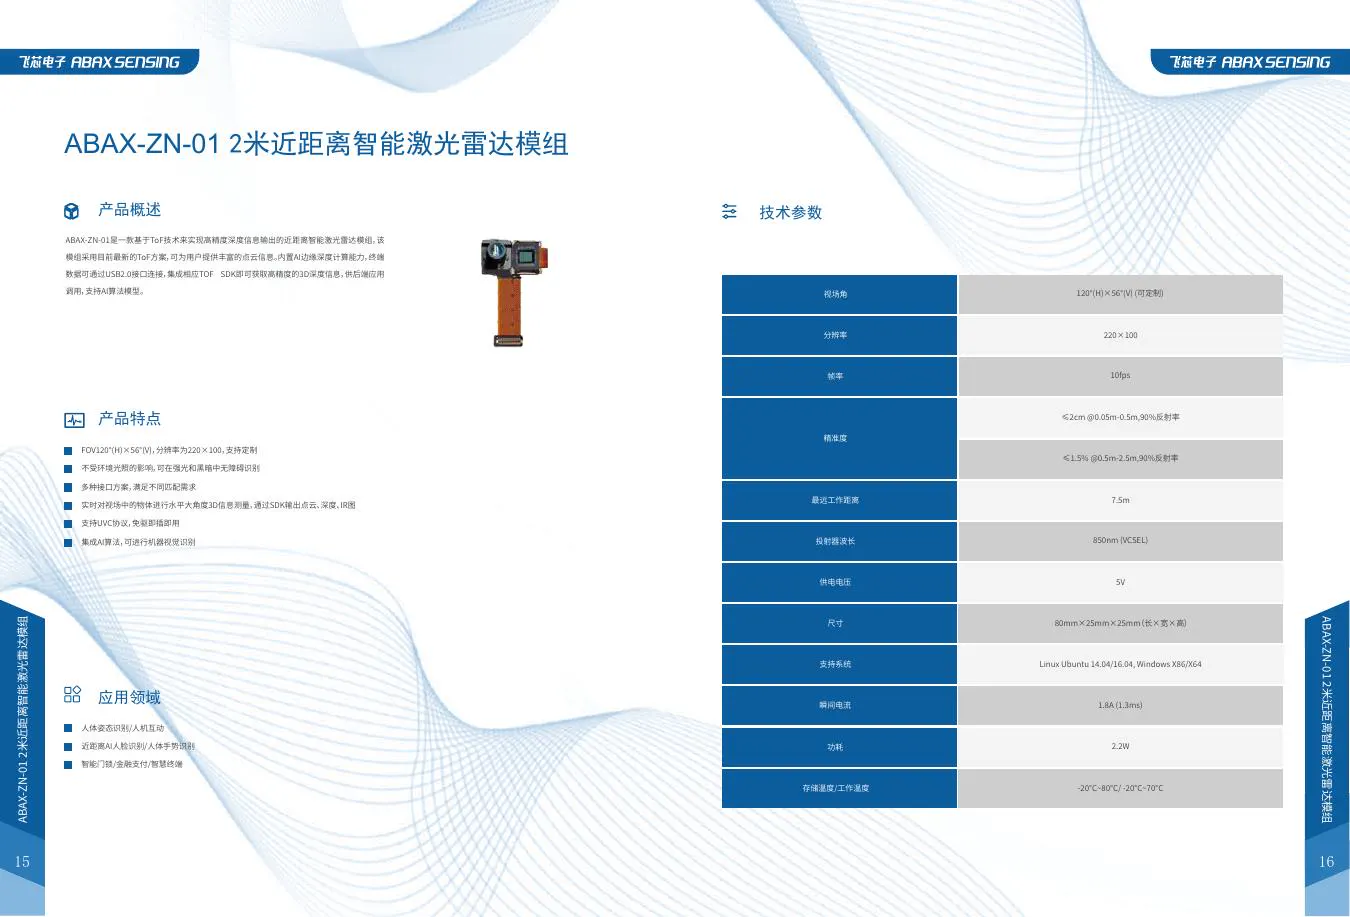 飞芯电子 ABAX SENSING
飞芯电子 ABAX SENSING
ABAX-ZN-01 2米近距离智能激光雷达模组
产品概述
ABAX-ZN-01是一款基于ToF技术来实现高精度深度信息输出的近距离智能激光雷达模组，该
模组采用目前最新的ToF方案，可为用户提供丰富的点云信息。内置AI边缘深度计算能力，终端
数据可通过USB2.0接口连接，集成相应TOF SDK即可获取高精度的3D深度信息，供后端应用
调用，支持AI算法模型。
产品特点
FOV120°(H)×56°(V)，分辨率为220×100，支持定制
不受环境光照的影响，可在强光和黑暗中无障碍识别
多种接口方案，满足不同匹配需求
实时对视场中的物体进行水平大角度3D信息测量，通过SDK输出点云、深度、IR图
支持UVC协议，免驱即插即用
集成AI算法，可进行机器视觉识别
应用领域
人体姿态识别/人机互动
近距离AI人脸识别/人体手势识别
智能门锁/金融支付/智慧终端
ABAX-ZN-01 2米近距离智能激光雷达模组
15
技术参数
视场角 120°(H)×56°(V) (可定制)
分辨率 220×100
帧率 10fps
精准度 ≤2cm @0.05m-0.5m,90%反射率
≤1.5% @0.5m-2.5m,90%反射率
最远工作距离 7.5m
投射器波长 850nm (VCSEL)
供电电压 5V
尺寸 80mm×25mm×25mm（长×宽×高）
支持系统 Linux Ubuntu 14.04/16.04, Windows X86/X64
瞬间电流 1.8A (1.3ms)
功耗 2.2W
存储温度/工作温度 -20°C~80°C/ -20°C~70°C
ABAX-ZN-01 2米近距离智能激光雷达模组
16